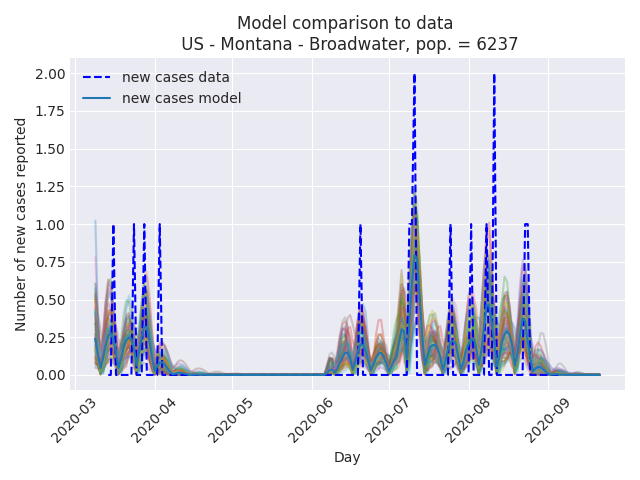 Model comparison to data
US - Montana - Broadwater, pop. = 6237
new cases data
new cases model
Number of new cases reported
2.00
1.75
1.50
1.25
1.00
0.75
0.50
0.25
0.00
2020-03
2020-04
2020-05
2020-06
2020-07
2020-08
2020-09
Day